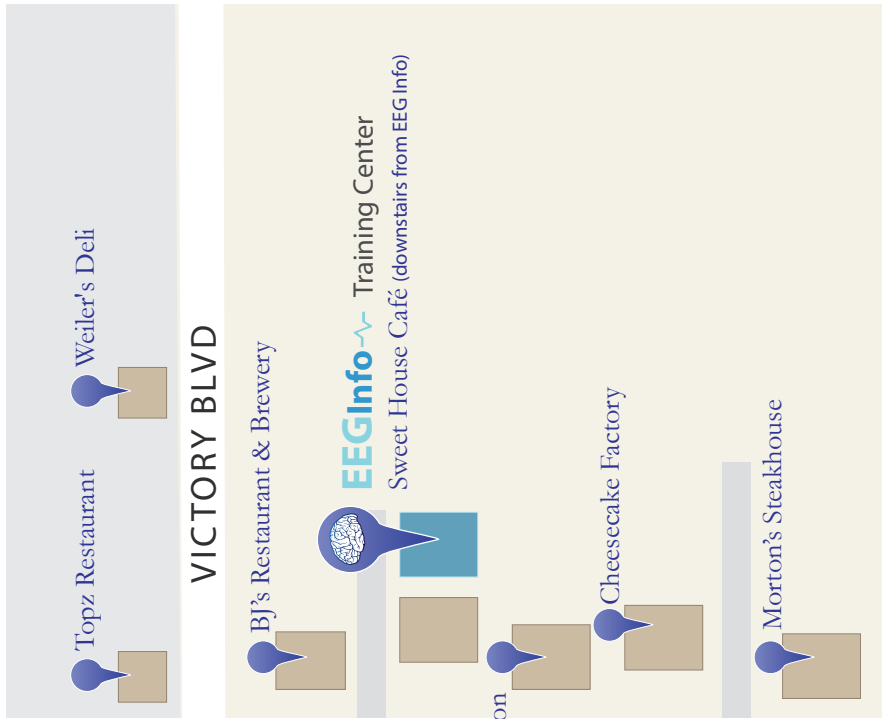 Topz Restaurant
Weiler's Deli
VICTORY BLVD
BJ's Restaurant & Brewery
EEGInfo Training Center
Sweet House Café (downstairs from EEG Info)
on
Cheesecake Factory
Morton's Steakhouse